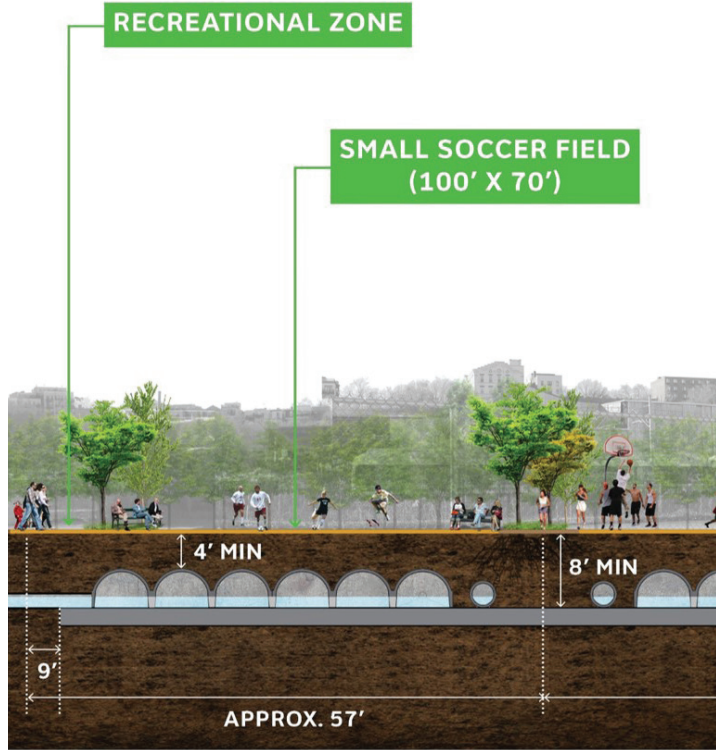 RECREATIONAL ZONE
SMALL SOCCER FIELD
(100′ X 70′)
4′ MIN
8′ MIN
9′
APPROX. 57′